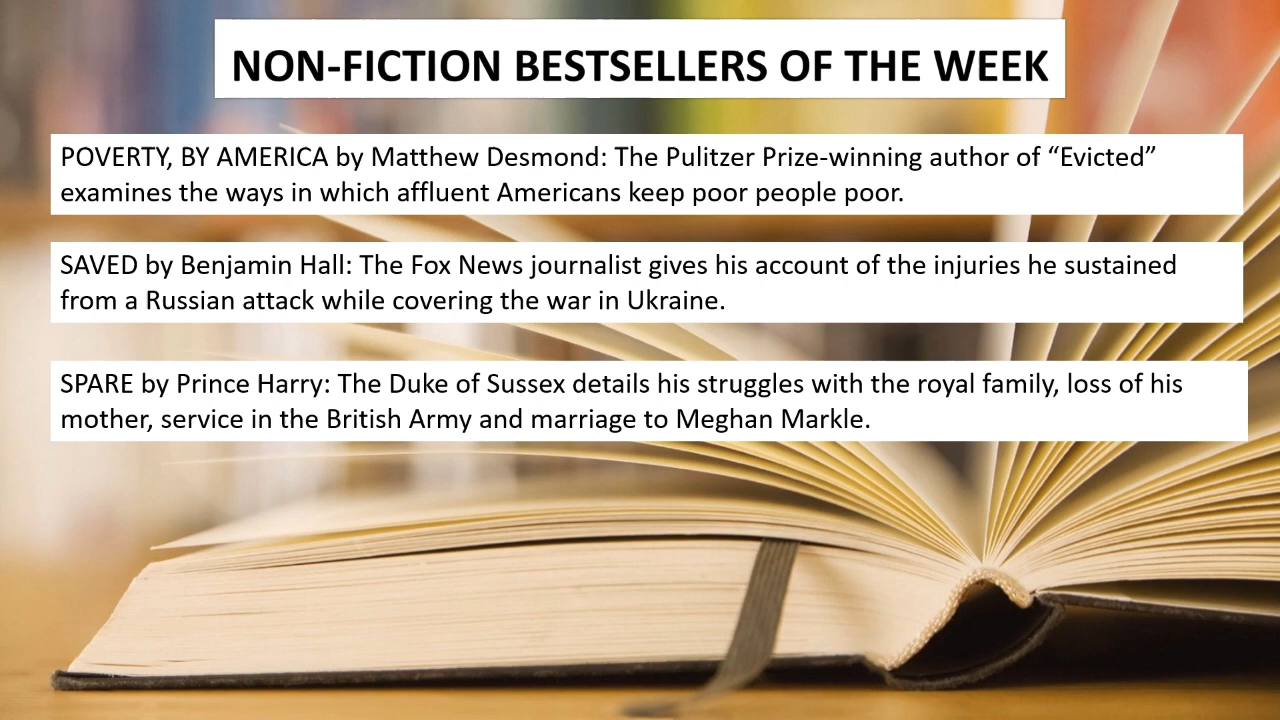 NON-FICTION BESTSELLERS OF THE WEEK
POVERTY, BY AMERICA by Matthew Desmond: The Pulitzer Prize-winning author of “Evicted”
examines the ways in which affluent Americans keep poor people poor.
SAVED by Benjamin Hall: The Fox News journalist gives his account of the injuries he sustained
from a Russian attack while covering the war in Ukraine.
SPARE by Prince Harry: The Duke of Sussex details his struggles with the royal family, loss of his
mother, service in the British Army and marriage to Meghan Markle.